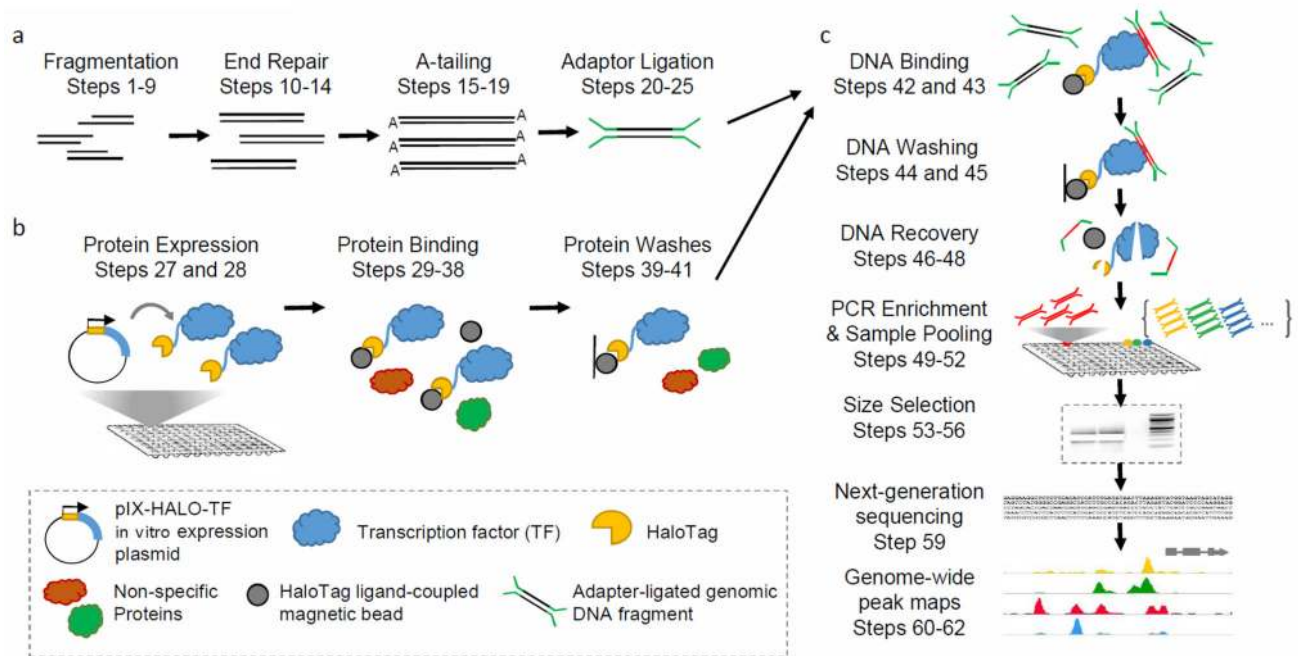 a
Fragmentation
Steps 1-9
End Repair
Steps 10-14
A-tailing
Steps 15-19
Adaptor Ligation
Steps 20-25
A
A
A
A
A
A
b
Protein Expression
Steps 27 and 28
Protein Binding
Steps 29-38
Protein Washes
Steps 39-41
pIX-HALO-TF
in vitro expression
plasmid
Transcription factor (TF)
HaloTag
Non-specific
Proteins
HaloTag ligand-coupled
magnetic bead
Adapter-ligated genomic
DNA fragment
c
DNA Binding
Steps 42 and 43
DNA Washing
Steps 44 and 45
DNA Recovery
Steps 46-48
PCR Enrichment
& Sample Pooling
Steps 49-52
{ ... }
Size Selection
Steps 53-56
Next-generation
sequencing
Step 59
Genome-wide
peak maps
Steps 60-62